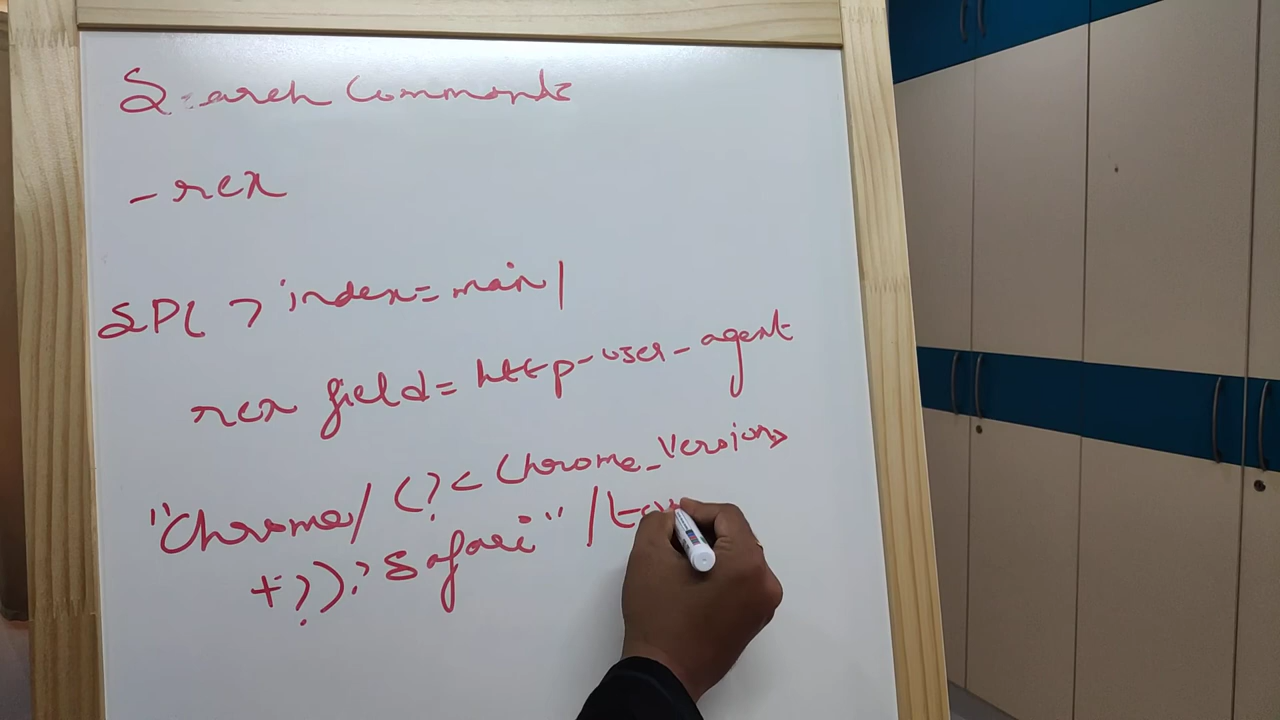 Search Commands
- rex
SPL > index=main |
rex field= http-user-agent
"Chrome/ (?< Chrome_Version>
+?)? Safari" |